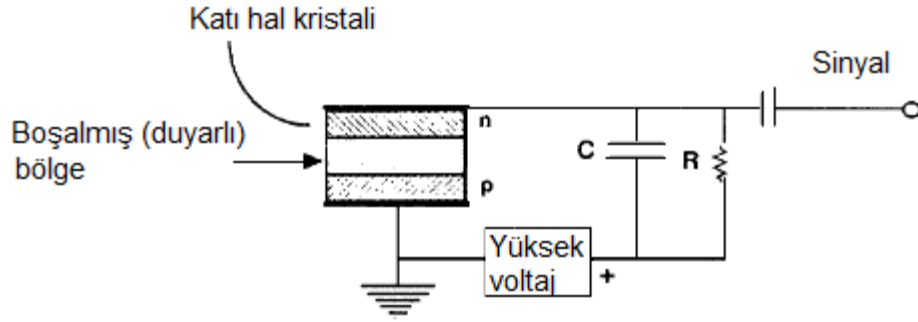 Katı hal kristali
Sinyal
Boşalmış (duyarlı)
bölge
n
p
C
R
Yüksek
voltaj
+